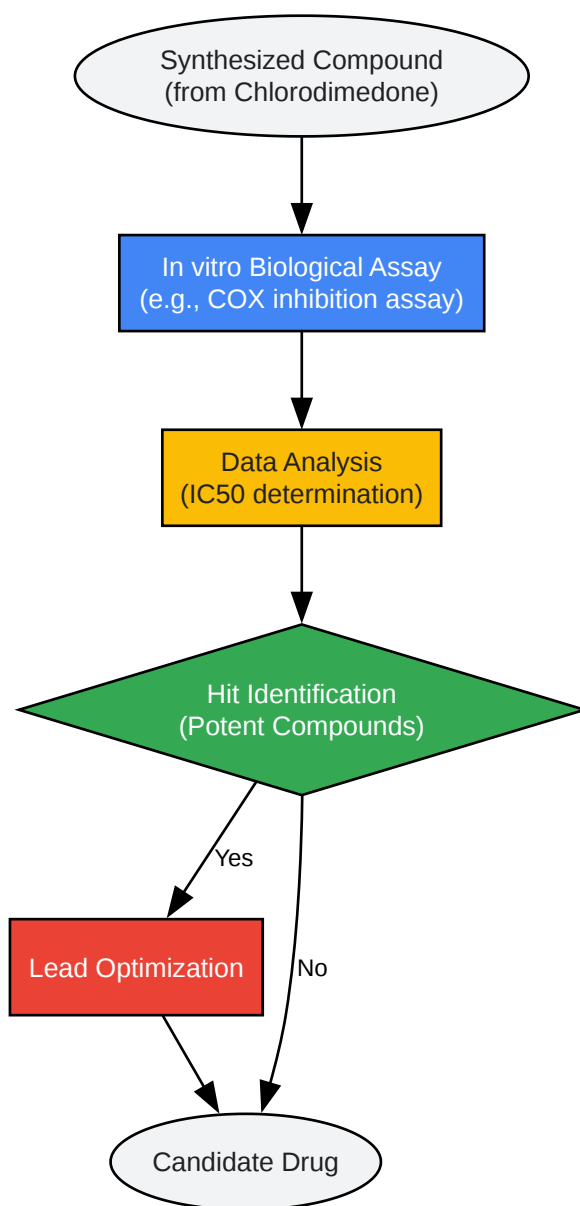 Synthesized Compound
(from Chlorodimedone)
In vitro Biological Assay
(e.g., COX inhibition assay)
Data Analysis
(IC50 determination)
Hit Identification
(Potent Compounds)
Yes
Lead Optimization
No
Candidate Drug